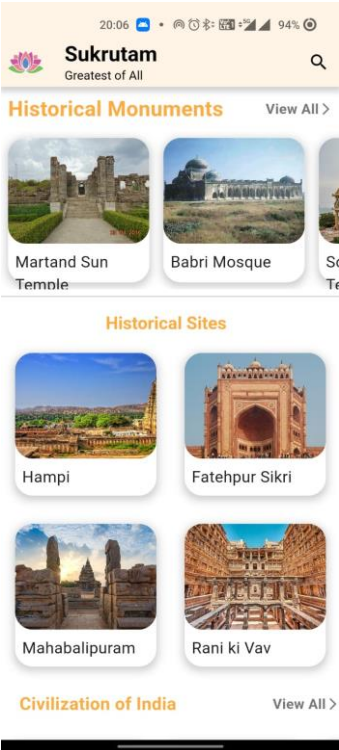 20:06
94%
Sukrutam
Greatest of All
Historical Monuments
View All
Martand Sun
Temple
Babri Mosque
Historical Sites
Hampi
Fatehpur Sikri
Mahabalipuram
Rani ki Vav
Civilization of India
View All